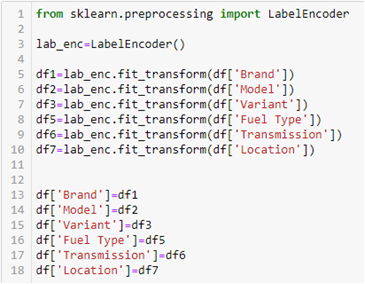 1 from sklearn.preprocessing import LabelEncoder
2
3 lab_enc=LabelEncoder()
4
5 df1=lab_enc.fit_transform(df['Brand'])
6 df2=lab_enc.fit_transform(df['Model'])
7 df3=lab_enc.fit_transform(df['Variant'])
8 df5=lab_enc.fit_transform(df['Fuel Type'])
9 df6=lab_enc.fit_transform(df['Transmission'])
10 df7=lab_enc.fit_transform(df['Location'])
11
12
13 df['Brand']=df1
14 df['Model']=df2
15 df['Variant']=df3
16 df['Fuel Type']=df5
17 df['Transmission']=df6
18 df['Location']=df7